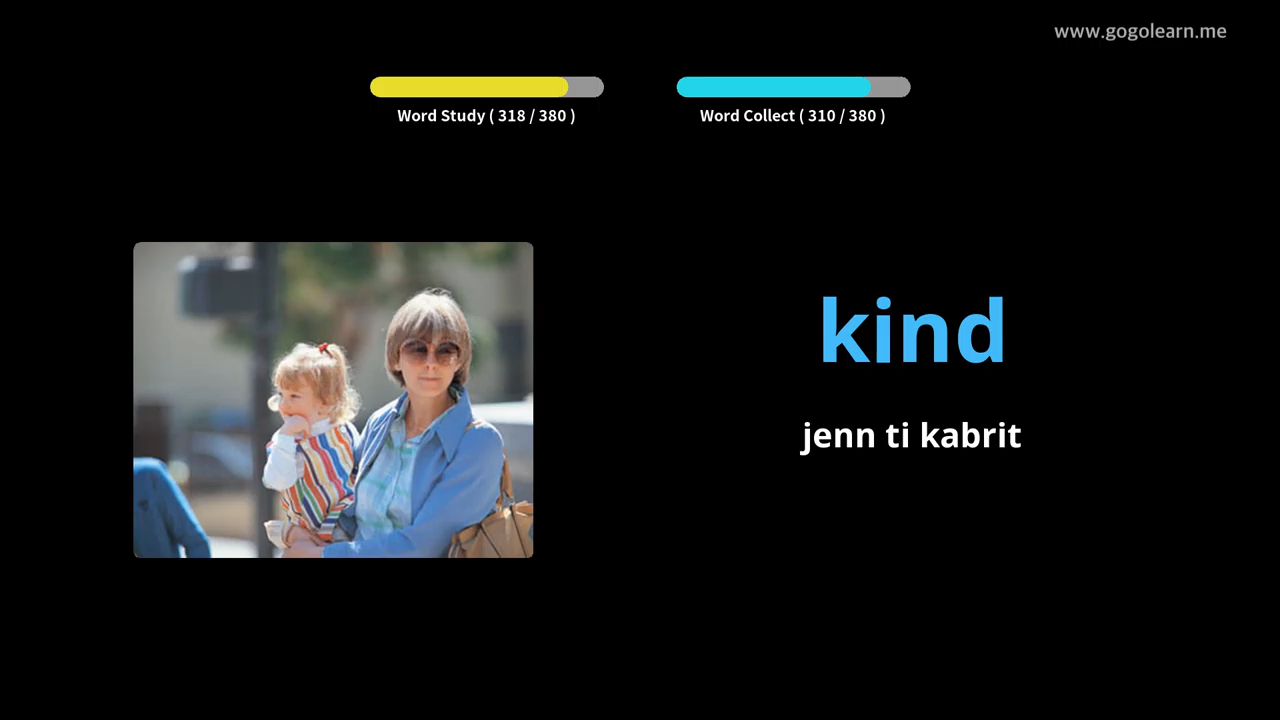 www.gogolearn.me
Word Study ( 318 / 380 )
Word Collect ( 310 / 380 )
kind
jenn ti kabrit